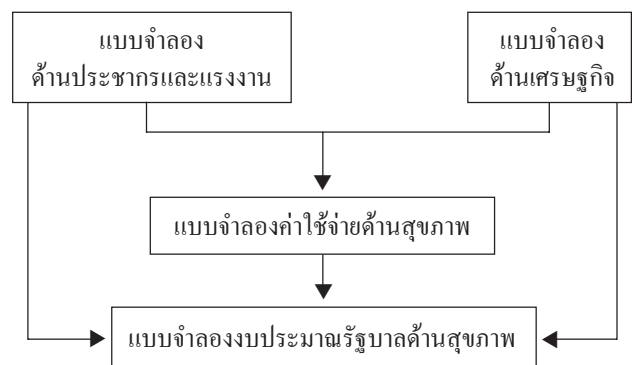 แบบจำลอง
ด้านประชากรและแรงงาน
แบบจำลอง
ด้านเศรษฐกิจ
แบบจำลองค่าใช้จ่ายด้านสุขภาพ
แบบจำลองงบประมาณรัฐบาลด้านสุขภาพ